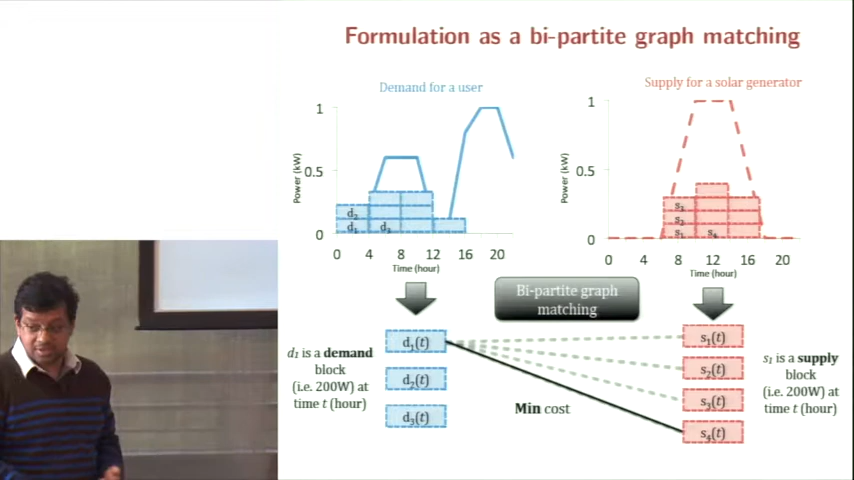 Formulation as a bi-partite graph matching
Demand for a user
Supply for a solar generator
1
0.5
0
Power (kW)
d₂
d₁ d₃
0 4 8 12 16 20
Time (hour)
1
0.5
0
Power (kW)
s₃
s₂
s₁ s₄
0 4 8 12 16 20
Time (hour)
Bi-partite graph
matching
d₁(t)
d₂(t)
d₃(t)
s₁(t)
s₂(t)
s₃(t)
s₄(t)
d₁ is a demand
block
(i.e. 200W) at
time t (hour)
Min cost
s₁ is a supply
block
(i.e. 200W) at
time t (hour)